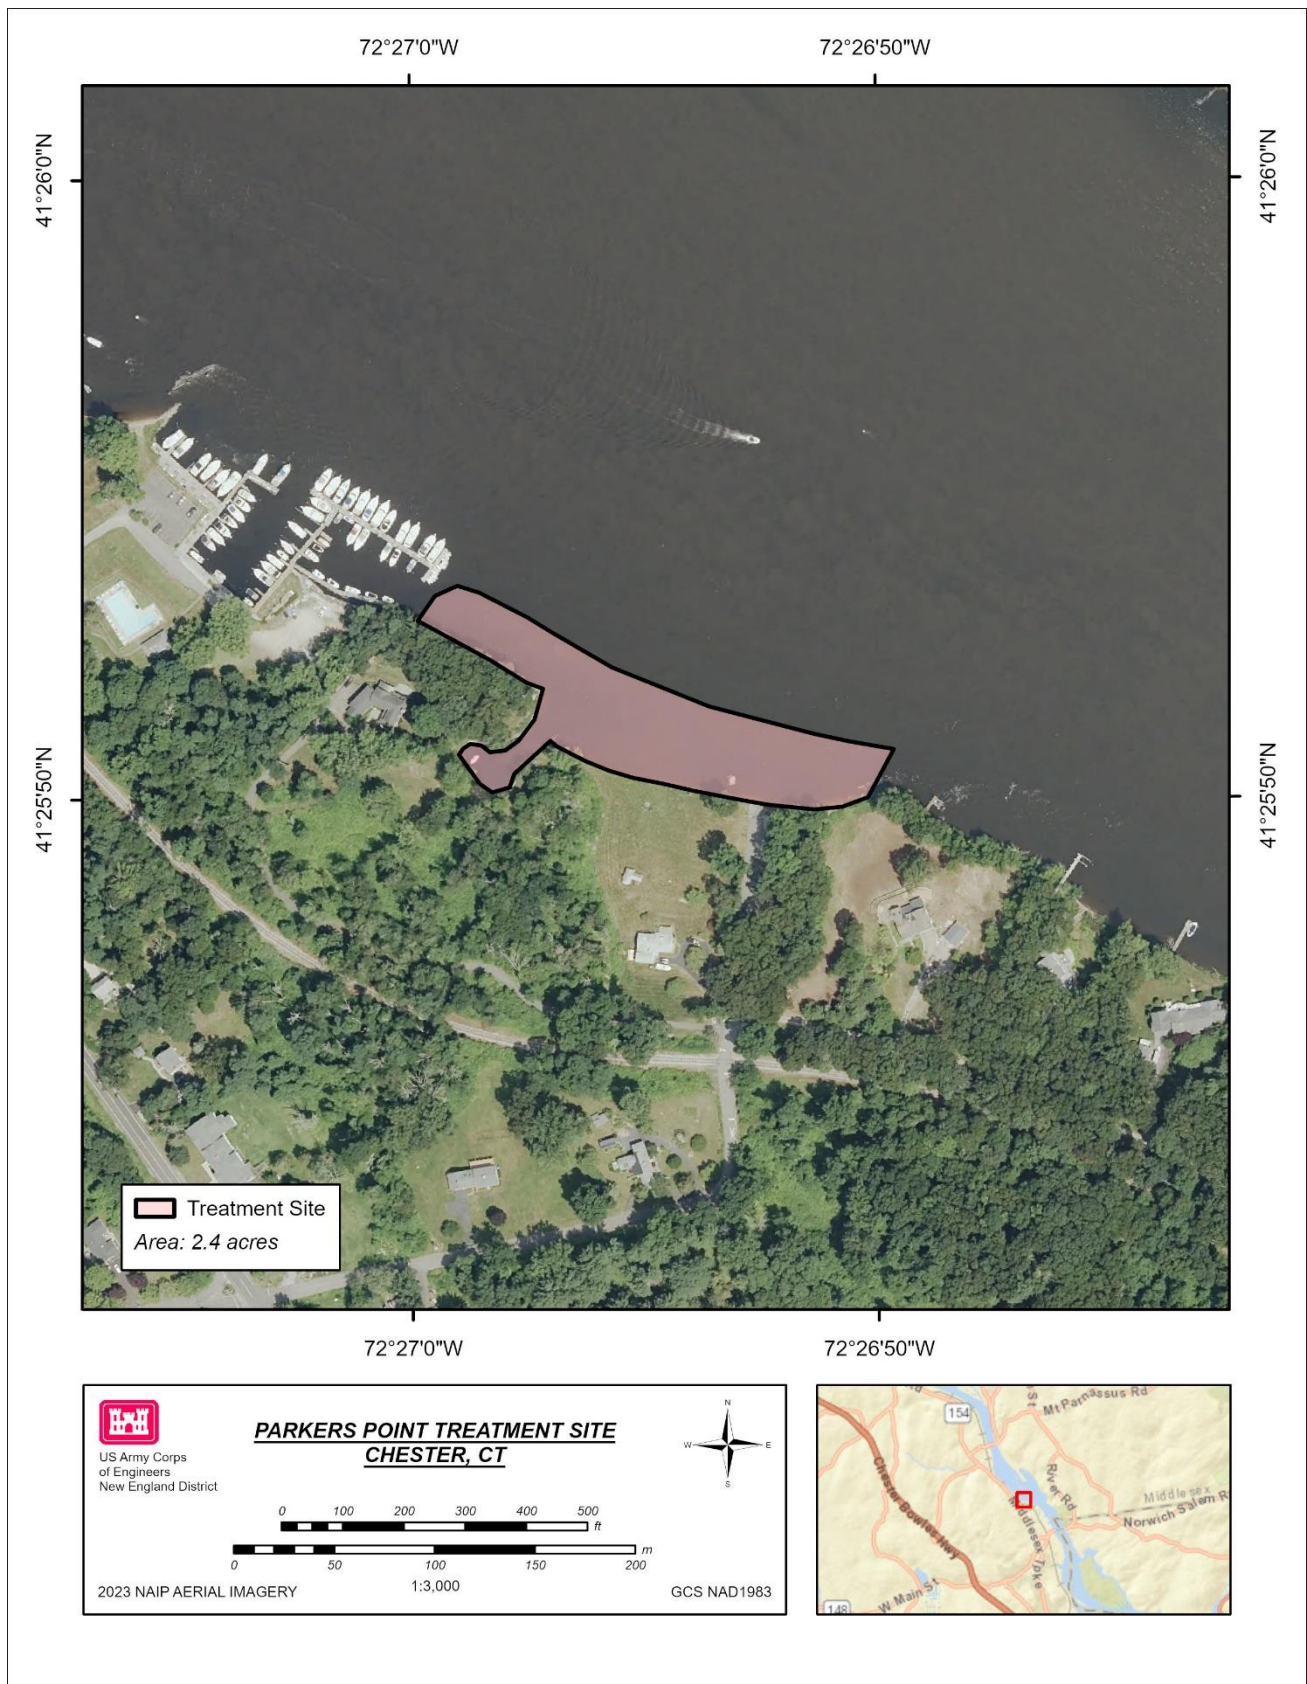 72°27'0"W
72°26'50"W
41°26'0"N
41°26'0"N
41°25'50"N
41°25'50"N
Treatment Site
Area: 2.4 acres
72°27'0"W
72°26'50"W
US Army Corps
of Engineers
New England District
PARKERS POINT TREATMENT SITE
CHESTER, CT
N
W
E
S
0 100 200 300 400 500
ft
m
0 50 100 150 200
2023 NAIP AERIAL IMAGERY
1:3,000
GCS NAD1983
Rd
154
St
Mt Parnassus Rd
River Rd
Middlesex
Norwich Salem R
Chester Bowles Hwy
Middlesex Tpke
W Main St
148